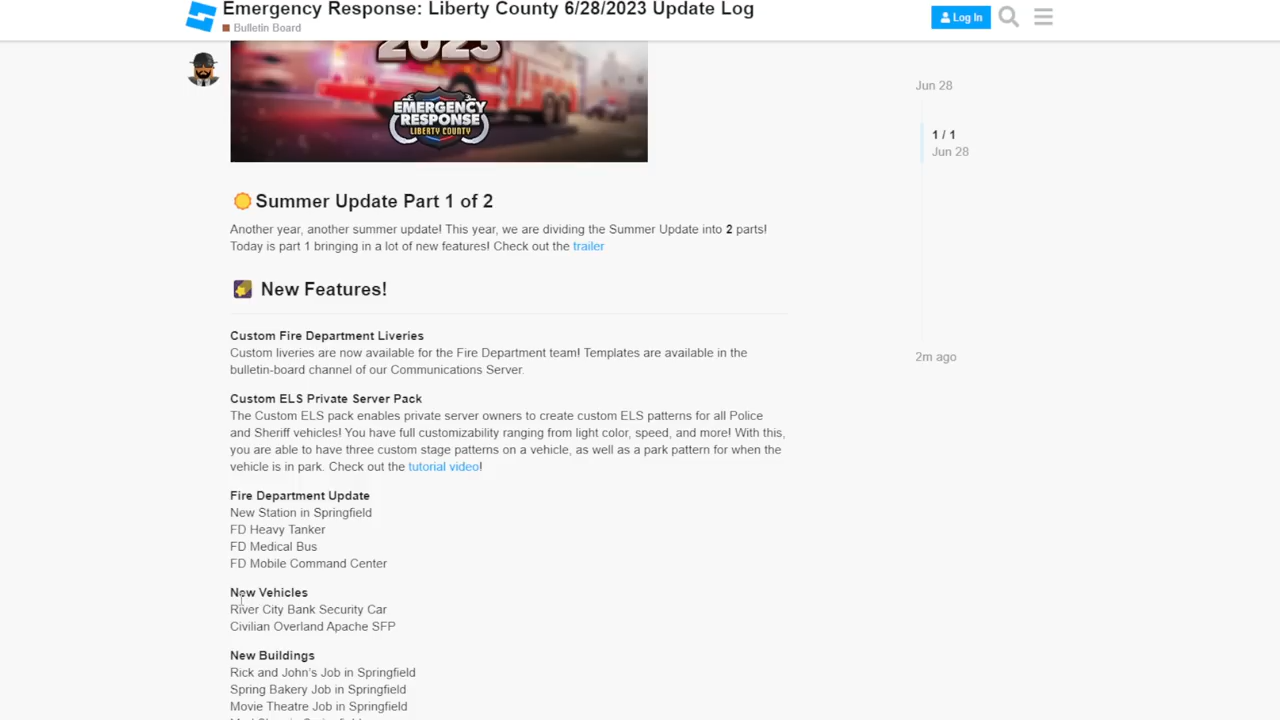 Emergency Response: Liberty County 6/28/2023 Update Log
Bulletin Board
Log In
2023
EMERGENCY
RESPONSE
LIBERTY COUNTY
Jun 28
1 / 1
Jun 28
2m ago
Summer Update Part 1 of 2
Another year, another summer update! This year, we are dividing the Summer Update into 2 parts!
Today is part 1 bringing in a lot of new features! Check out the trailer
New Features!
Custom Fire Department Liveries
Custom liveries are now available for the Fire Department team! Templates are available in the
bulletin-board channel of our Communications Server.
Custom ELS Private Server Pack
The Custom ELS pack enables private server owners to create custom ELS patterns for all Police
and Sheriff vehicles! You have full customizability ranging from light color, speed, and more! With this,
you are able to have three custom stage patterns on a vehicle, as well as a park pattern for when the
vehicle is in park. Check out the tutorial video!
Fire Department Update
New Station in Springfield
FD Heavy Tanker
FD Medical Bus
FD Mobile Command Center
New Vehicles
River City Bank Security Car
Civilian Overland Apache SFP
New Buildings
Rick and John's Job in Springfield
Spring Bakery Job in Springfield
Movie Theatre Job in Springfield